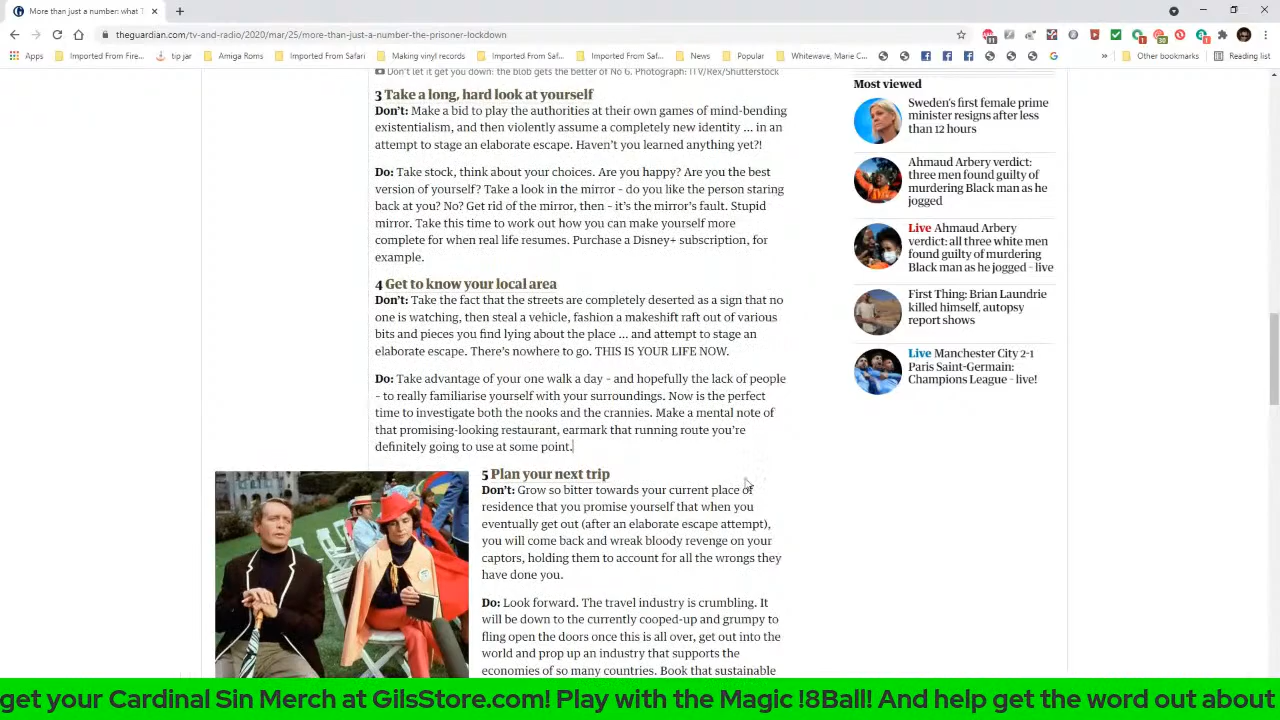 More than just a number: what T
theguardian.com/tv-and-radio/2020/mar/25/more-than-just-a-number-the-prisoner-lockdown
Apps
Imported From Fire...
tip jar
Amiga Roms
Imported From Saf...
Making vinyl records
Imported From Saf...
Imported From Saf...
News
Popular
Whitewave, Marie C...
Other bookmarks
Reading list
Don't let it get you down: the blob gets the better of No 6. Photograph: ITV/Rex/Shutterstock
3 Take a long, hard look at yourself
Don't: Make a bid to play the authorities at their own games of mind-bending
existentialism, and then violently assume a completely new identity ... in an
attempt to stage an elaborate escape. Haven't you learned anything yet?!
Do: Take stock, think about your choices. Are you happy? Are you the best
version of yourself? Take a look in the mirror – do you like the person staring
back at you? No? Get rid of the mirror, then – it's the mirror's fault. Stupid
mirror. Take this time to work out how you can make yourself more
complete for when real life resumes. Purchase a Disney+ subscription, for
example.
4 Get to know your local area
Don't: Take the fact that the streets are completely deserted as a sign that no
one is watching, then steal a vehicle, fashion a makeshift raft out of various
bits and pieces you find lying about the place ... and attempt to stage an
elaborate escape. There's nowhere to go. THIS IS YOUR LIFE NOW.
Do: Take advantage of your one walk a day – and hopefully the lack of people
– to really familiarise yourself with your surroundings. Now is the perfect
time to investigate both the nooks and the crannies. Make a mental note of
that promising-looking restaurant, earmark that running route you're
definitely going to use at some point.
5 Plan your next trip
Don't: Grow so bitter towards your current place of
residence that you promise yourself that when you
eventually get out (after an elaborate escape attempt),
you will come back and wreak bloody revenge on your
captors, holding them to account for all the wrongs they
have done you.
Do: Look forward. The travel industry is crumbling. It
will be down to the currently cooped-up and grumpy to
fling open the doors once this is all over, get out into the
world and prop up an industry that supports the
economies of so many countries. Book that sustainable
Most viewed
Sweden's first female prime
minister resigns after less
than 12 hours
Ahmaud Arbery verdict:
three men found guilty of
murdering Black man as he
jogged
Live Ahmaud Arbery
verdict: all three white men
found guilty of murdering
Black man as he jogged – live
First Thing: Brian Laundrie
killed himself, autopsy
report shows
Live Manchester City 2-1
Paris Saint-Germain:
Champions League – live!
get your Cardinal Sin Merch at GilsStore.com! Play with the Magic !8Ball! And help get the word out about